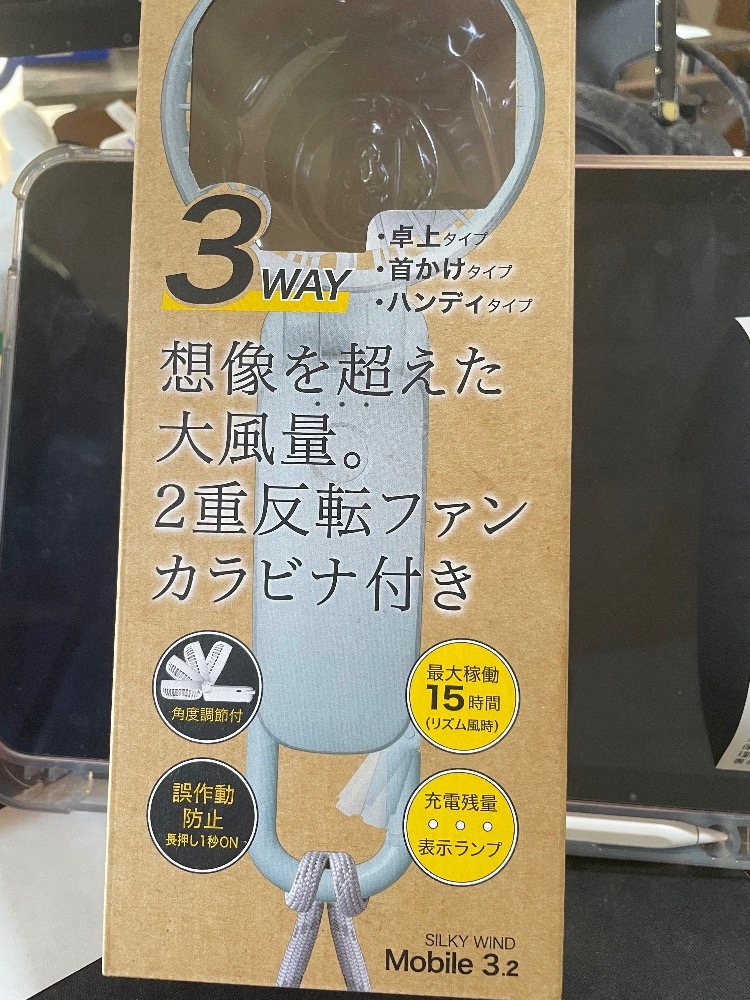 3WAY
・卓上タイプ
・首かけタイプ
・ハンディタイプ
想像を超えた
大風量。
2重反転ファン
カラビナ付き
角度調節付
最大稼働
15時間
(リズム風時)
誤作動
防止
長押し1秒ON
充電残量
表示ランプ
SILKY WIND
Mobile 3.2